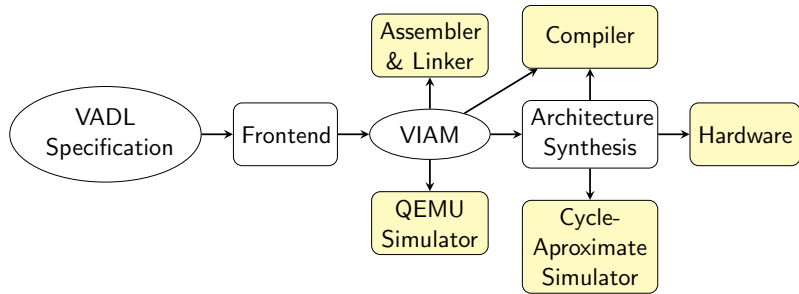 Assembler
& Linker
Compiler
VADL
Specification
Frontend
VIAM
Architecture
Synthesis
Hardware
QEMU
Simulator
Cycle-
Aproximate
Simulator